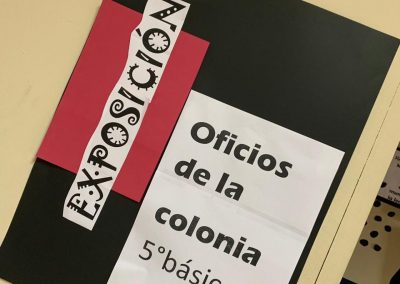 EXPOSICIÓN
Oficios
de la
colonia
5°básico